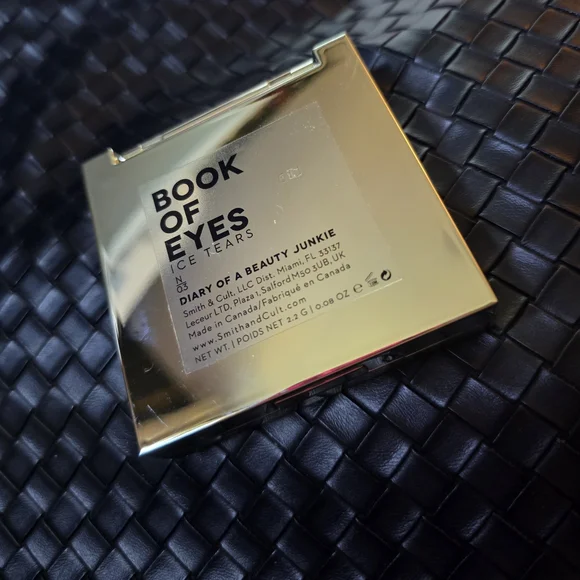 BOOK
OF
EYES
ICE TEARS
N
03
DIARY OF A BEAUTY JUNKIE
Smith & Cult, LLC Dist. Miami, FL 33137
Leceur LTD, Plaza 1, Salford M50 3UB, UK
Made in Canada/Fabriqué en Canada
www.SmithandCult.com
NET WT. | POIDS NET 2.2 G | 0.08 OZ ℮